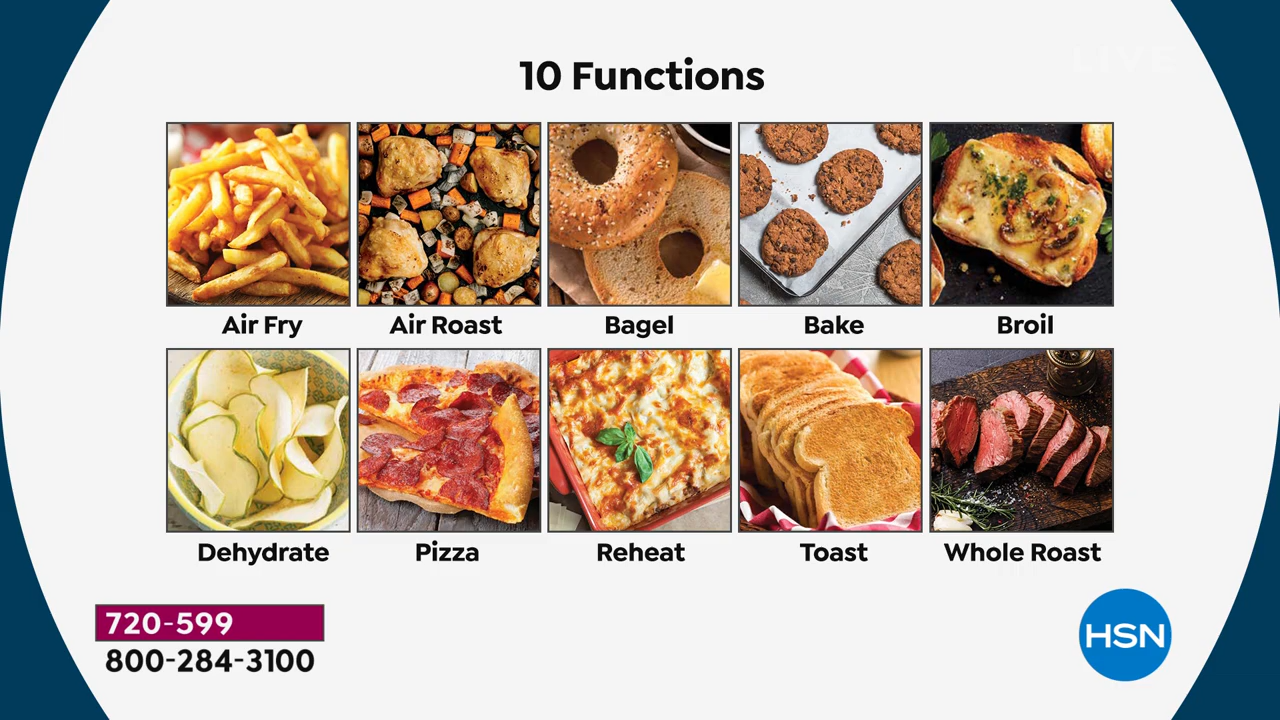 LIVE
10 Functions
Air Fry
Air Roast
Bagel
Bake
Broil
Dehydrate
Pizza
Reheat
Toast
Whole Roast
720-599
800-284-3100
HSN